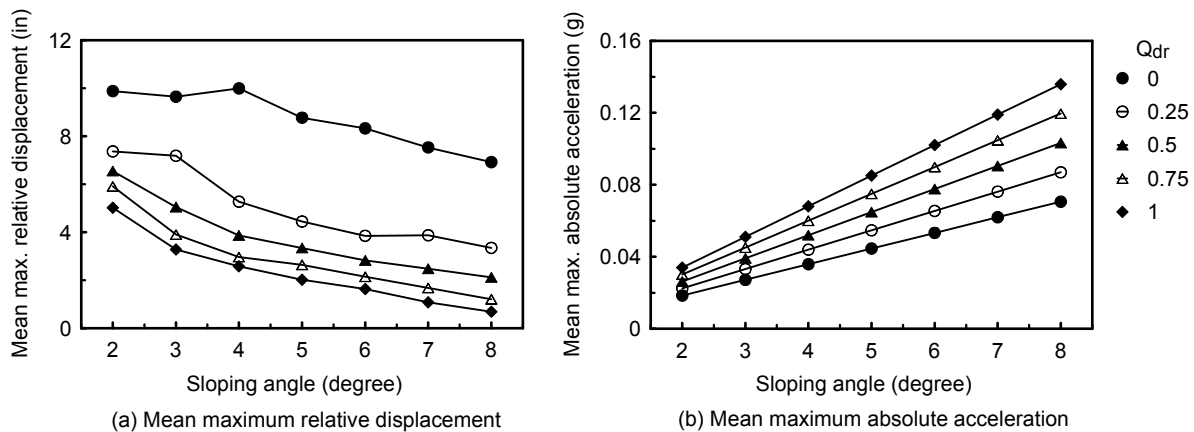 Mean max. relative displacement (in)
12
8
4
0
2 3 4 5 6 7 8
Sloping angle (degree)
(a) Mean maximum relative displacement
Mean max. absolute acceleration (g)
0.16
0.12
0.08
0.04
0
2 3 4 5 6 7 8
Sloping angle (degree)
(b) Mean maximum absolute acceleration
Qdr
0
0.25
0.5
0.75
1